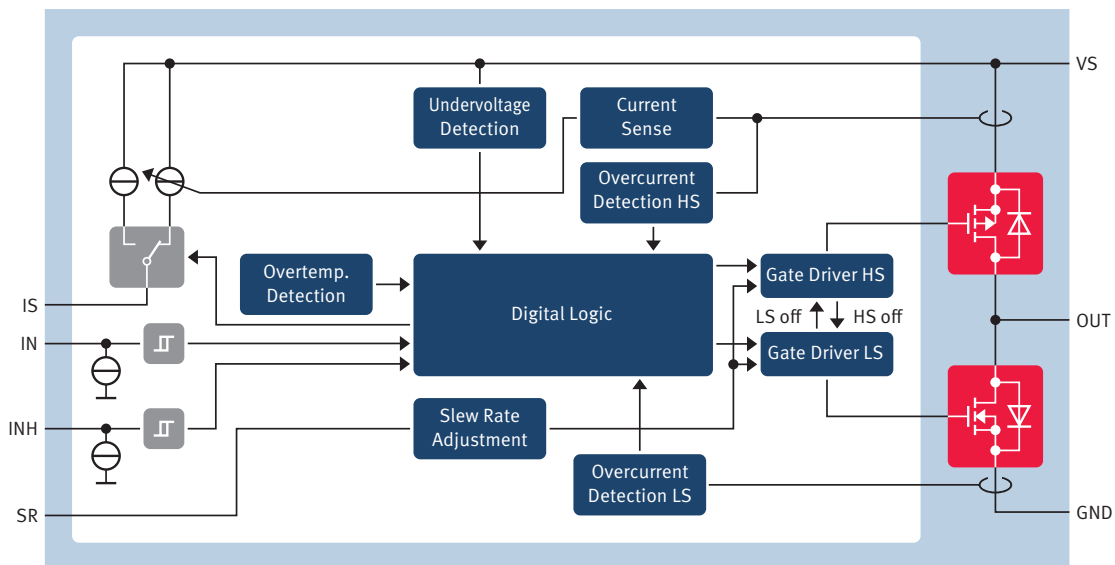 VS
Undervoltage
Detection
Current
Sense
Overcurrent
Detection HS
Overtemp.
Detection
Digital Logic
Gate Driver HS
LS off
HS off
Gate Driver LS
IS
IN
INH
SR
OUT
GND
Slew Rate
Adjustment
Overcurrent
Detection LS